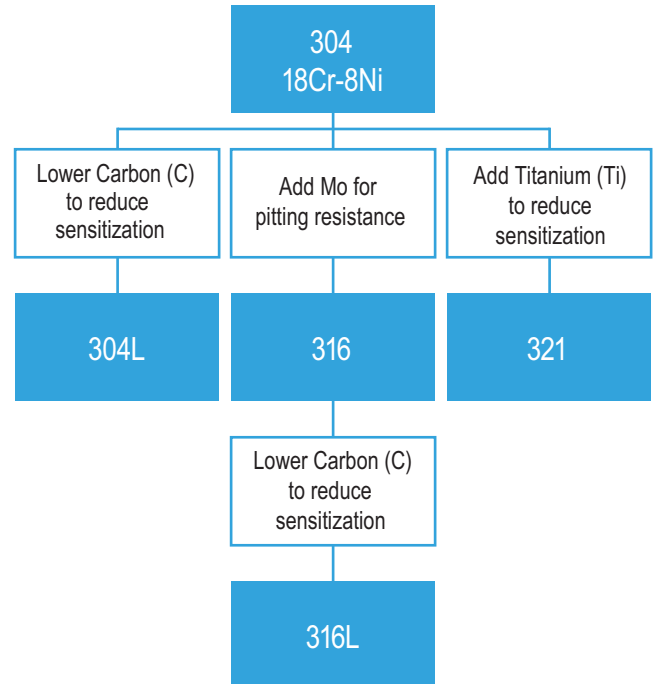 304
18Cr-8Ni
Lower Carbon (C)
to reduce
sensitization
Add Mo for
pitting resistance
Add Titanium (Ti)
to reduce
sensitization
304L
316
321
Lower Carbon (C)
to reduce
sensitization
316L